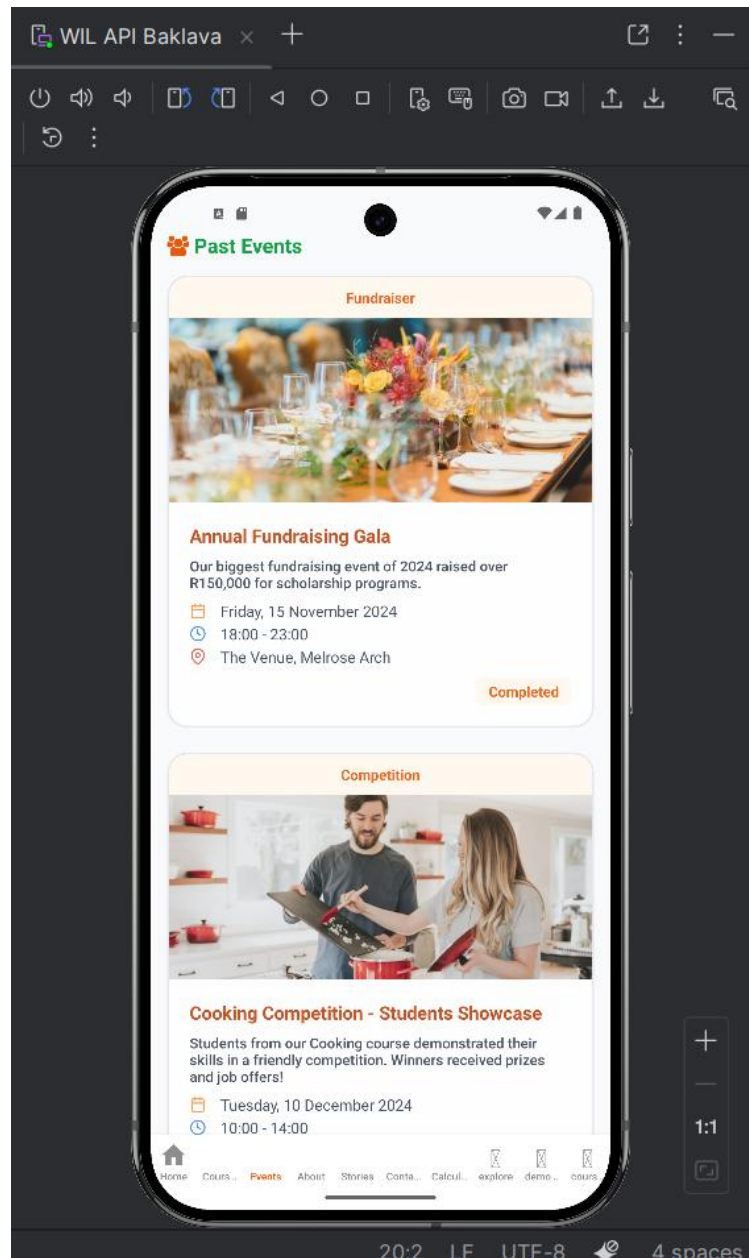 WIL API Baklava
Past Events
Fundraiser
Annual Fundraising Gala
Our biggest fundraising event of 2024 raised over
R150,000 for scholarship programs.
Friday, 15 November 2024
18:00 - 23:00
The Venue, Melrose Arch
Completed
Competition
Cooking Competition - Students Showcase
Students from our Cooking course demonstrated their
skills in a friendly competition. Winners received prizes
and job offers!
Tuesday, 10 December 2024
10:00 - 14:00
1:1
Home Cours... Events About Stories Conta... Calcul... explore demo... cours...
20:2 LF UTF-8 4 spaces